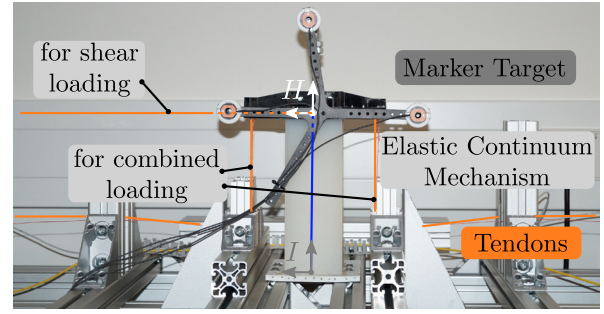 for shear
loading
Marker Target
H
for combined
loading
Elastic Continuum
Mechanism
I
Tendons